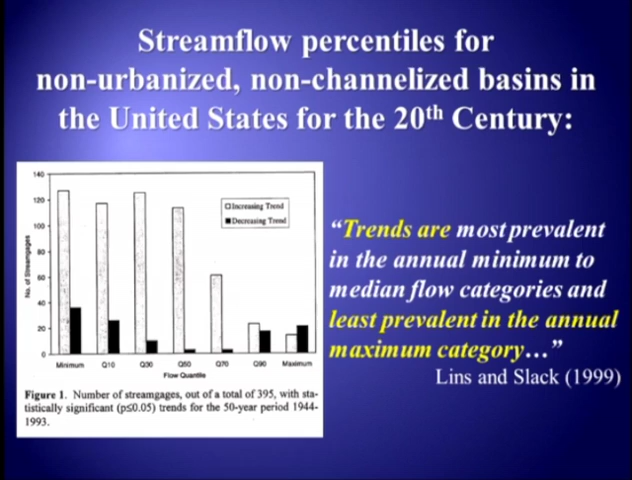 Streamflow percentiles for
non-urbanized, non-channelized basins in
the United States for the 20th Century:
140
120
100
80
60
40
20
0
No. of Streamgages
Increasing Trend
Decreasing Trend
Minimum Q10 Q30 Q50 Q70 Q90 Maximum
Flow Quantile
Figure 1. Number of streamgages, out of a total of 395, with sta-
tistically significant (p≤0.05) trends for the 50-year period 1944-
1993.
“Trends are most prevalent
in the annual minimum to
median flow categories and
least prevalent in the annual
maximum category…”
Lins and Slack (1999)